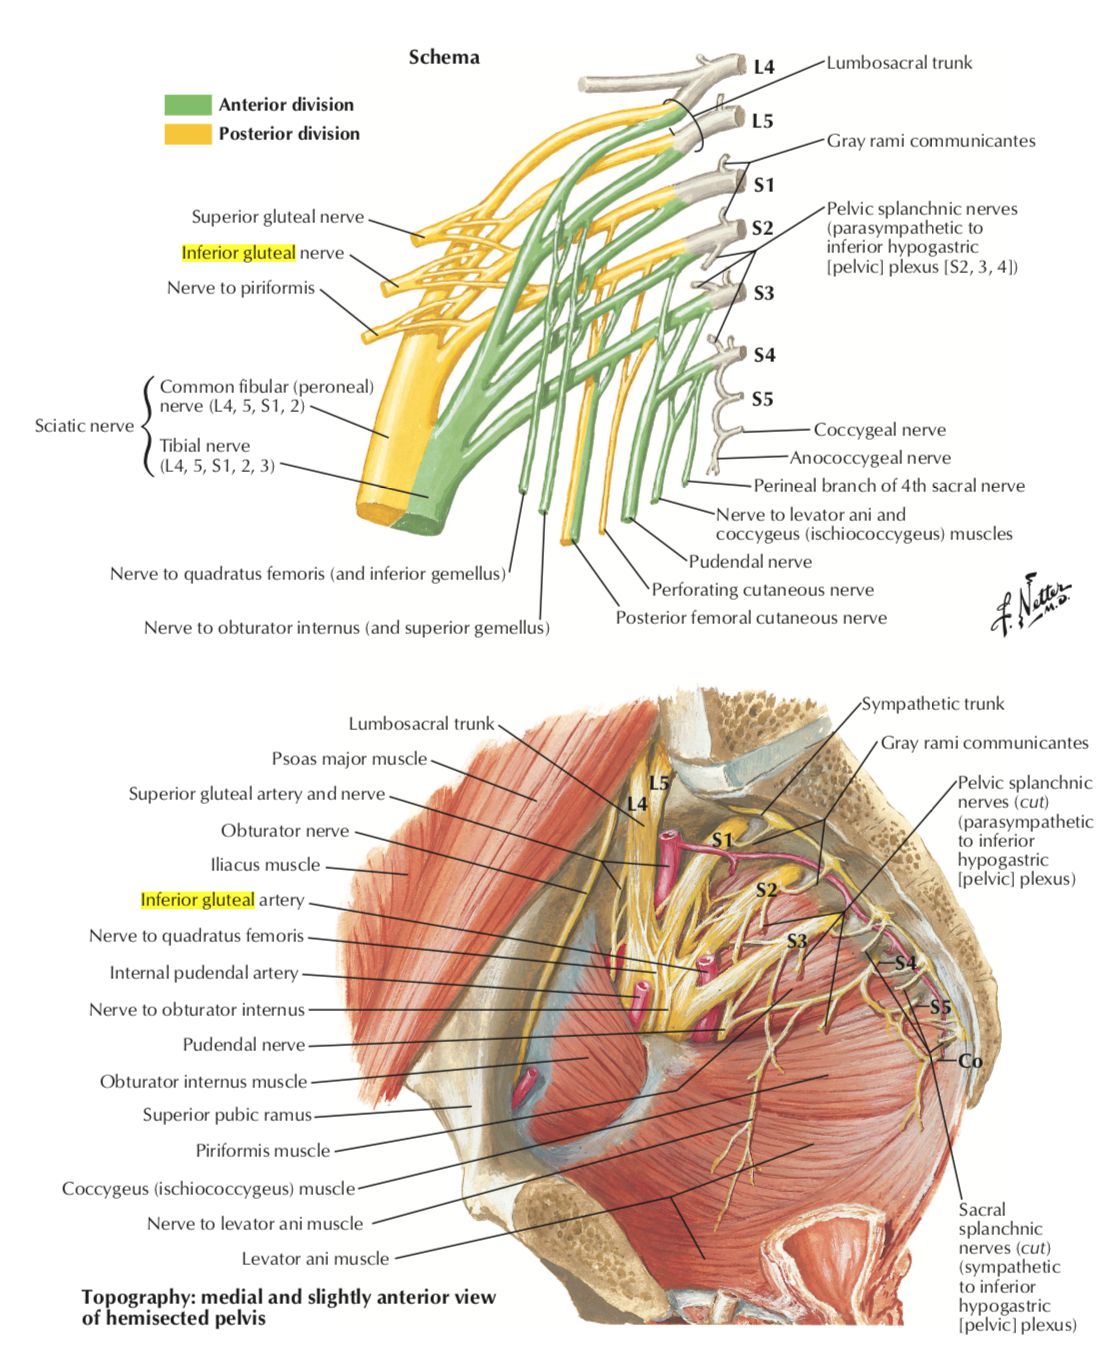 Schema
Anterior division
Posterior division
L4
Lumbosacral trunk
L5
Gray rami communicantes
S1
Superior gluteal nerve
Inferior gluteal nerve
Nerve to piriformis
S2
Pelvic splanchnic nerves
(parasympathetic to
inferior hypogastric
[pelvic] plexus [S2, 3, 4])
S3
S4
S5
Sciatic nerve
Common fibular (peroneal)
nerve (L4, 5, S1, 2)
Tibial nerve
(L4, 5, S1, 2, 3)
Coccygeal nerve
Anococcygeal nerve
Perineal branch of 4th sacral nerve
Nerve to levator ani and
coccygeus (ischiococcygeus) muscles
Pudendal nerve
Perforating cutaneous nerve
Posterior femoral cutaneous nerve
Nerve to quadratus femoris (and inferior gemellus)
Nerve to obturator internus (and superior gemellus)
F. Netter
M.D.
Lumbosacral trunk
Psoas major muscle
Superior gluteal artery and nerve
Obturator nerve
Iliacus muscle
Inferior gluteal artery
Nerve to quadratus femoris
Internal pudendal artery
Nerve to obturator internus
Pudendal nerve
Obturator internus muscle
Superior pubic ramus
Piriformis muscle
Coccygeus (ischiococcygeus) muscle
Nerve to levator ani muscle
Levator ani muscle
L5
L4
S1
S2
S3
S4
S5
Co
Sympathetic trunk
Gray rami communicantes
Pelvic splanchnic
nerves (cut)
(parasympathetic
to inferior
hypogastric
[pelvic] plexus)
Sacral
splanchnic
nerves (cut)
(sympathetic
to inferior
hypogastric
[pelvic] plexus)
Topography: medial and slightly anterior view
of hemisected pelvis